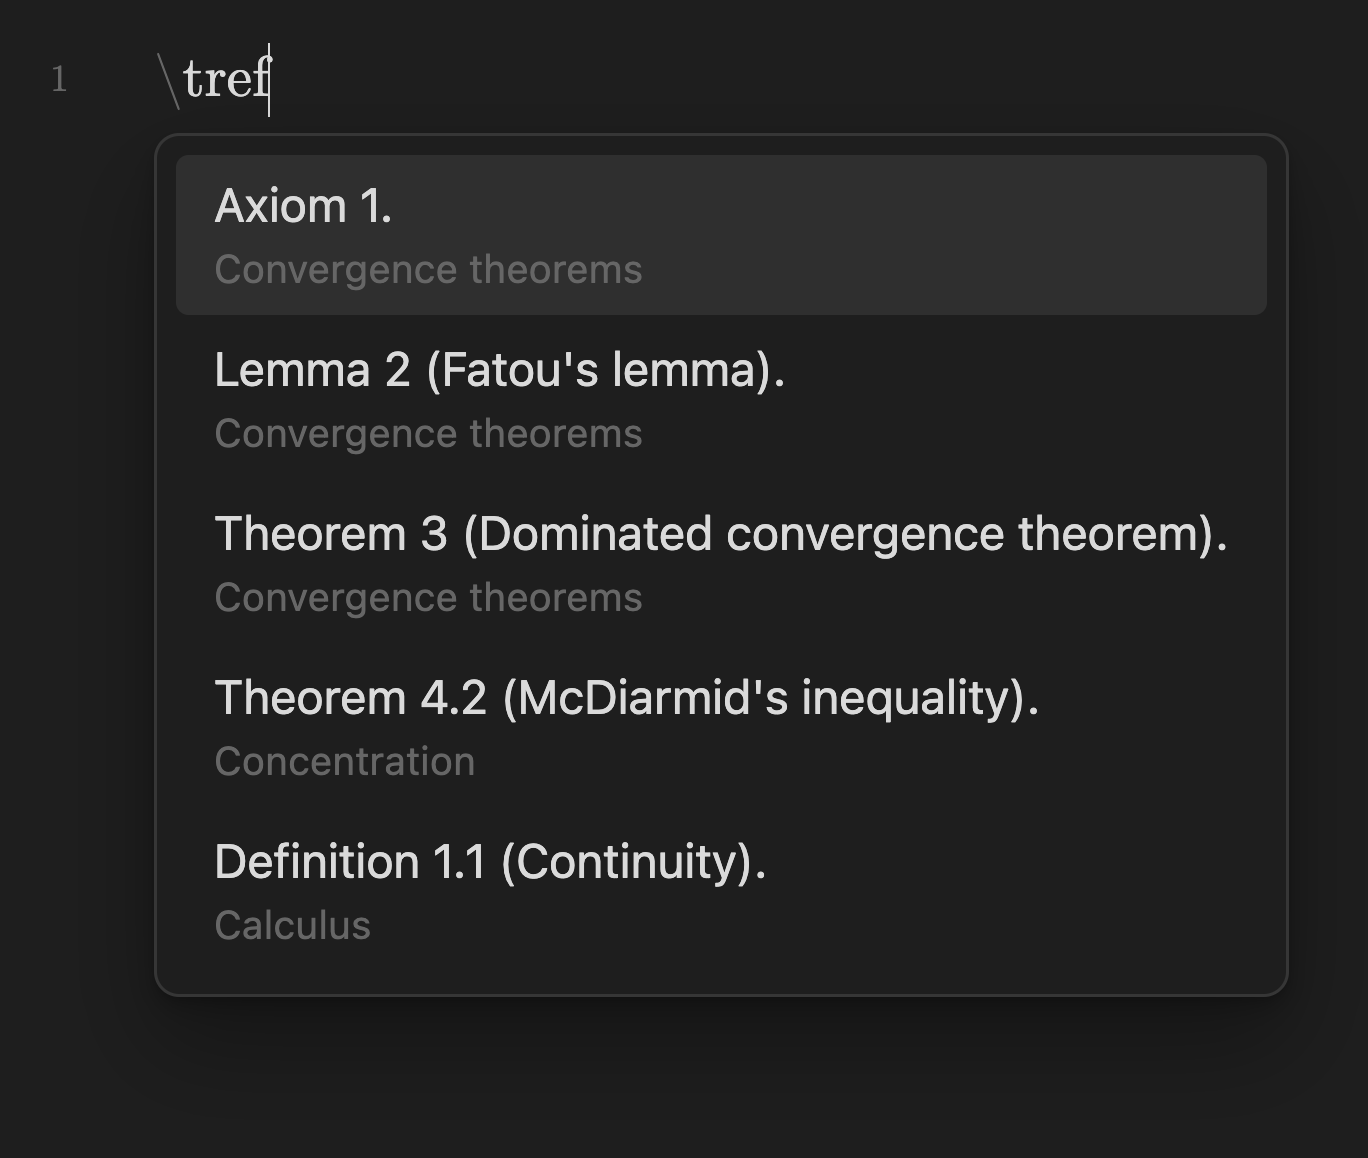 1 \tref
Axiom 1.
Convergence theorems
Lemma 2 (Fatou's lemma).
Convergence theorems
Theorem 3 (Dominated convergence theorem).
Convergence theorems
Theorem 4.2 (McDiarmid's inequality).
Concentration
Definition 1.1 (Continuity).
Calculus